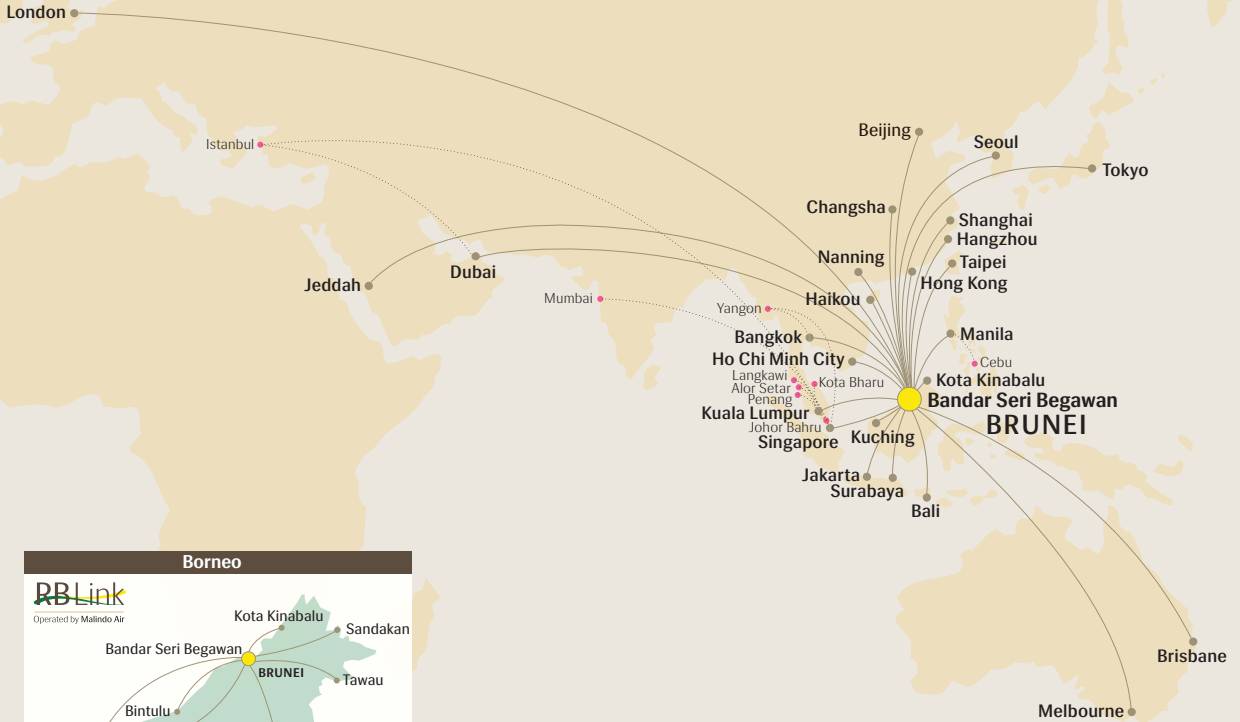 London
Istanbul
Beijing
Seoul
Tokyo
Changsha
Shanghai
Hangzhou
Nanning
Taipei
Dubai
Hong Kong
Jeddah
Mumbai
Haikou
Yangon
Bangkok
Manila
Ho Chi Minh City
Cebu
Langkawi
Kota Bharu
Kota Kinabalu
Alor Setar
Penang
Bandar Seri Begawan
Kuala Lumpur
BRUNEI
Johor Bahru
Singapore
Kuching
Jakarta
Surabaya
Bali
Brisbane
Melbourne
Borneo
RBLink
Operated by Malindo Air
Kota Kinabalu
Sandakan
Bandar Seri Begawan
BRUNEI
Tawau
Bintulu